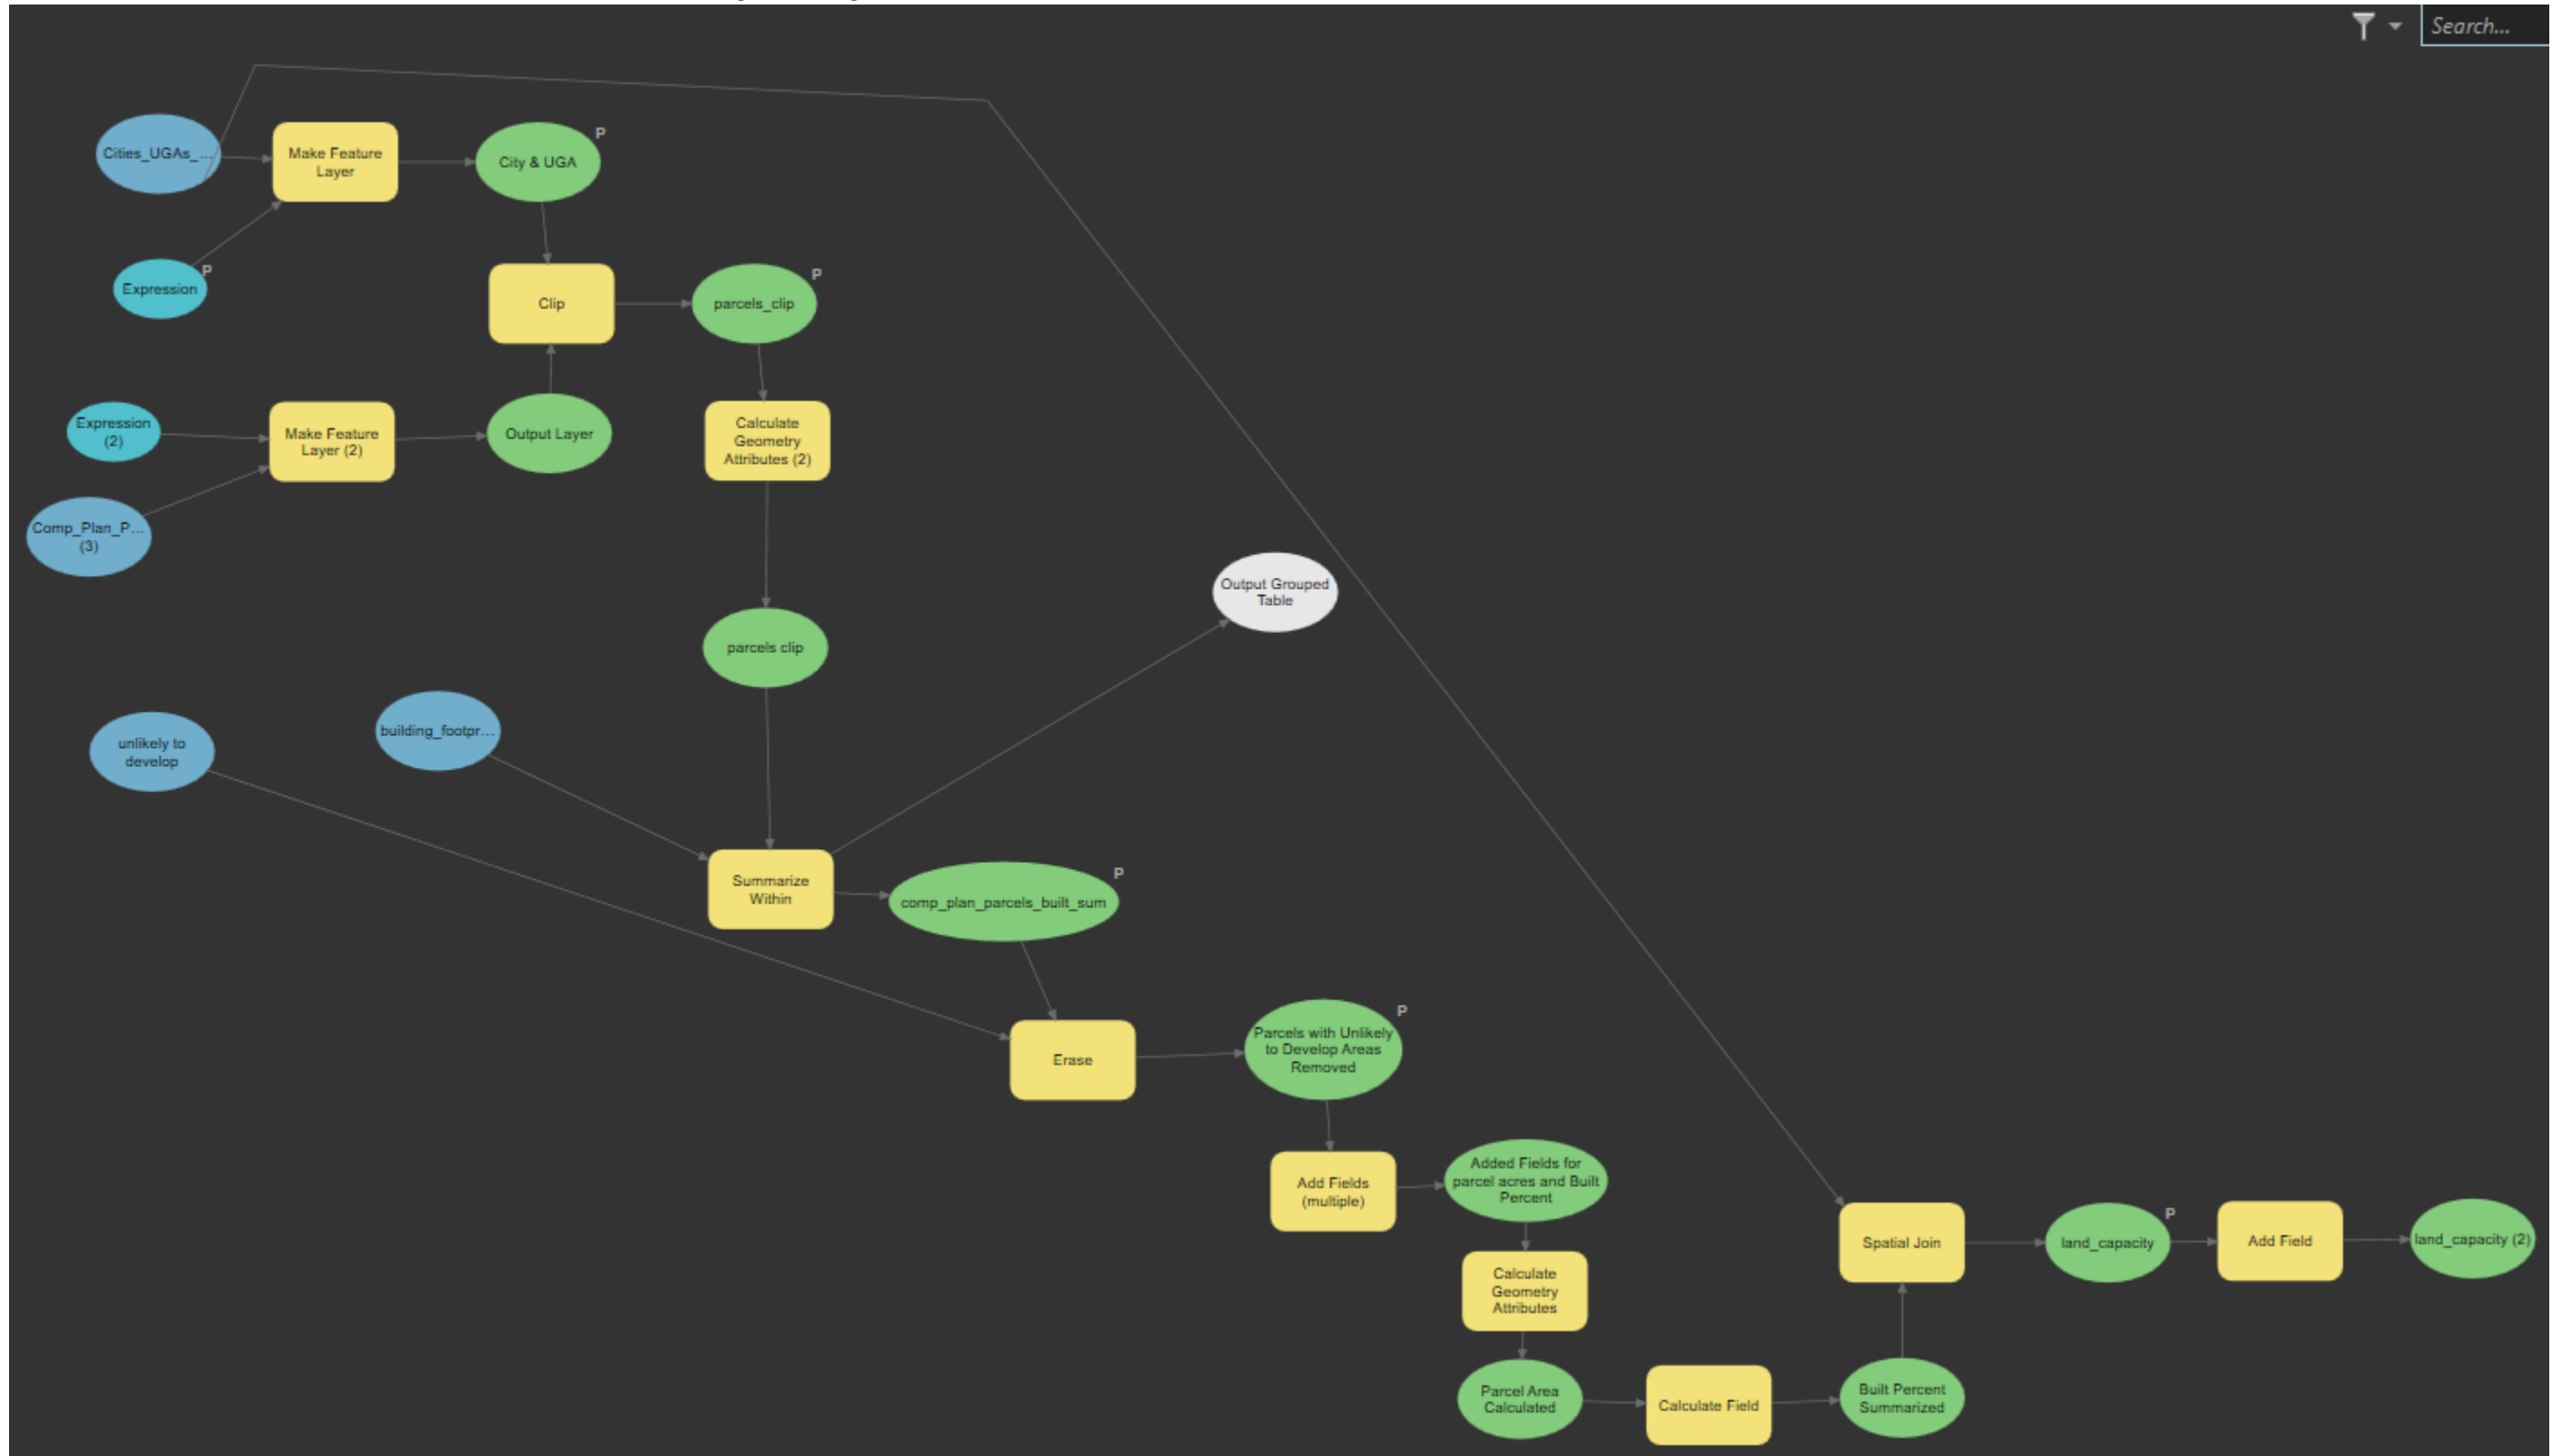 Search...
Cities_UGAs_...
Make Feature
Layer
City & UGA
P
Expression
P
Clip
parcels_clip
P
Expression
(2)
Make Feature
Layer (2)
Output Layer
Calculate
Geometry
Attributes (2)
Comp_Plan_P...
(3)
Output Grouped
Table
parcels clip
unlikely to
develop
building_footpr...
Summarize
Within
comp_plan_parcels_built_sum
P
Erase
Parcels with Unlikely
to Develop Areas
Removed
P
Add Fields
(multiple)
Added Fields for
parcel acres and Built
Percent
Calculate
Geometry
Attributes
Parcel Area
Calculated
Calculate Field
Built Percent
Summarized
Spatial Join
land_capacity
P
Add Field
land_capacity (2)